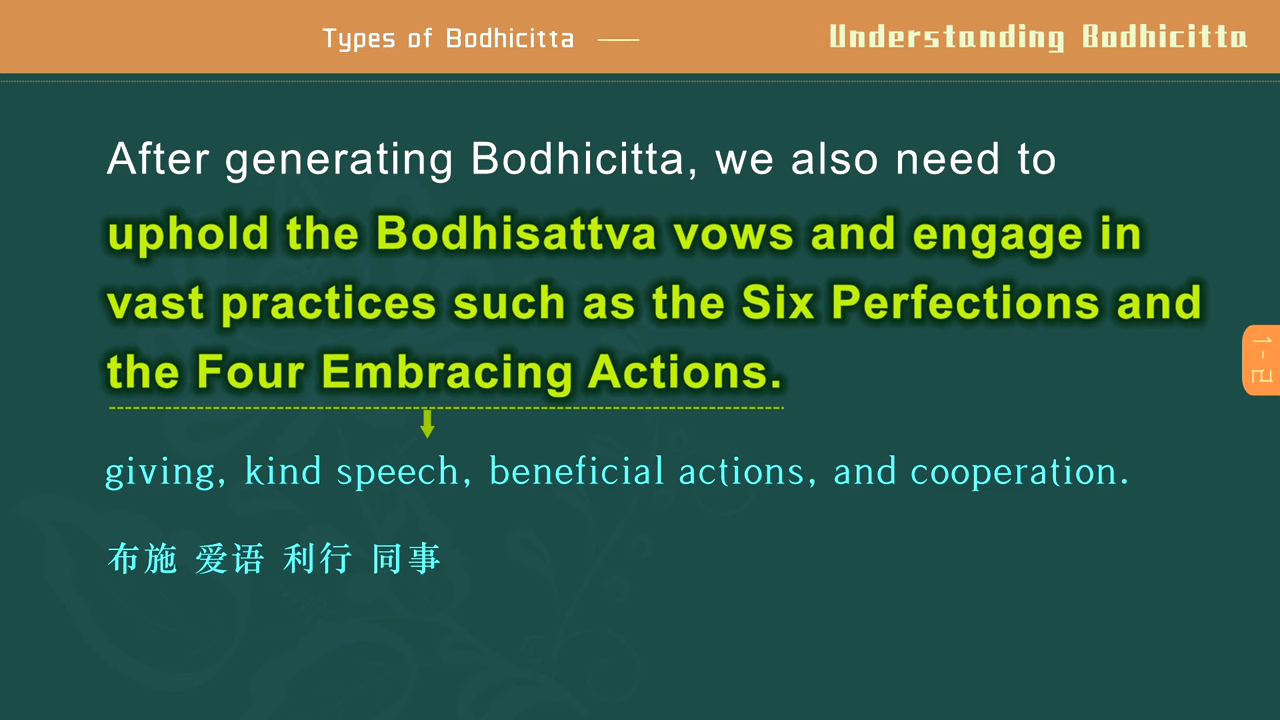 Types of Bodhicitta
Understanding Bodhicitta
After generating Bodhicitta, we also need to
uphold the Bodhisattva vows and engage in
vast practices such as the Six Perfections and
the Four Embracing Actions.
giving, kind speech, beneficial actions, and cooperation.
布施 爱语 利行 同事